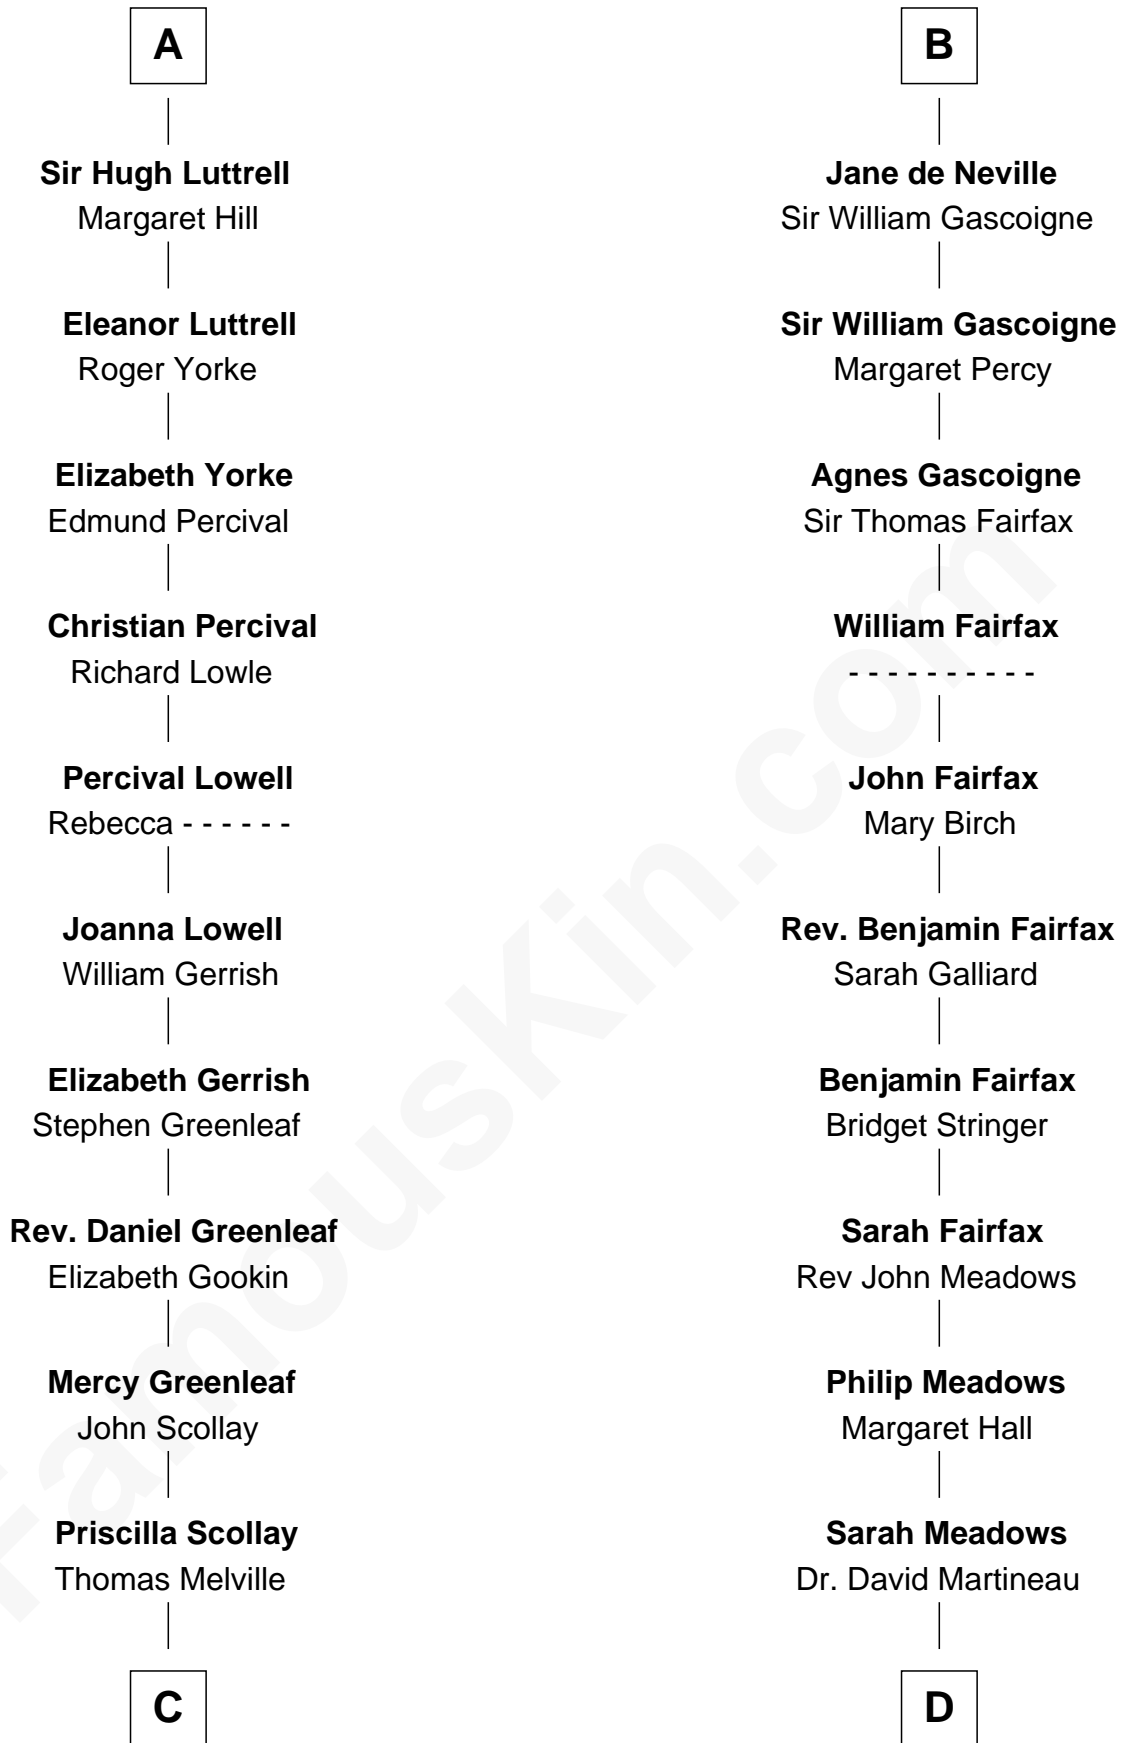 A
Sir Hugh Luttrell
Margaret Hill
Eleanor Luttrell
Roger Yorke
Elizabeth Yorke
Edmund Percival
Christian Percival
Richard Lowle
Percival Lowell
Rebecca - - - - - -
Joanna Lowell
William Gerrish
Elizabeth Gerrish
Stephen Greenleaf
Rev. Daniel Greenleaf
Elizabeth Gookin
Mercy Greenleaf
John Scollay
Priscilla Scollay
Thomas Melville
C
B
Jane de Neville
Sir William Gascoigne
Sir William Gascoigne
Margaret Percy
Agnes Gascoigne
Sir Thomas Fairfax
William Fairfax
- - - - - - - - - -
John Fairfax
Mary Birch
Rev. Benjamin Fairfax
Sarah Galliard
Benjamin Fairfax
Bridget Stringer
Sarah Fairfax
Rev John Meadows
Philip Meadows
Margaret Hall
Sarah Meadows
Dr. David Martineau
D
FamousKin.com